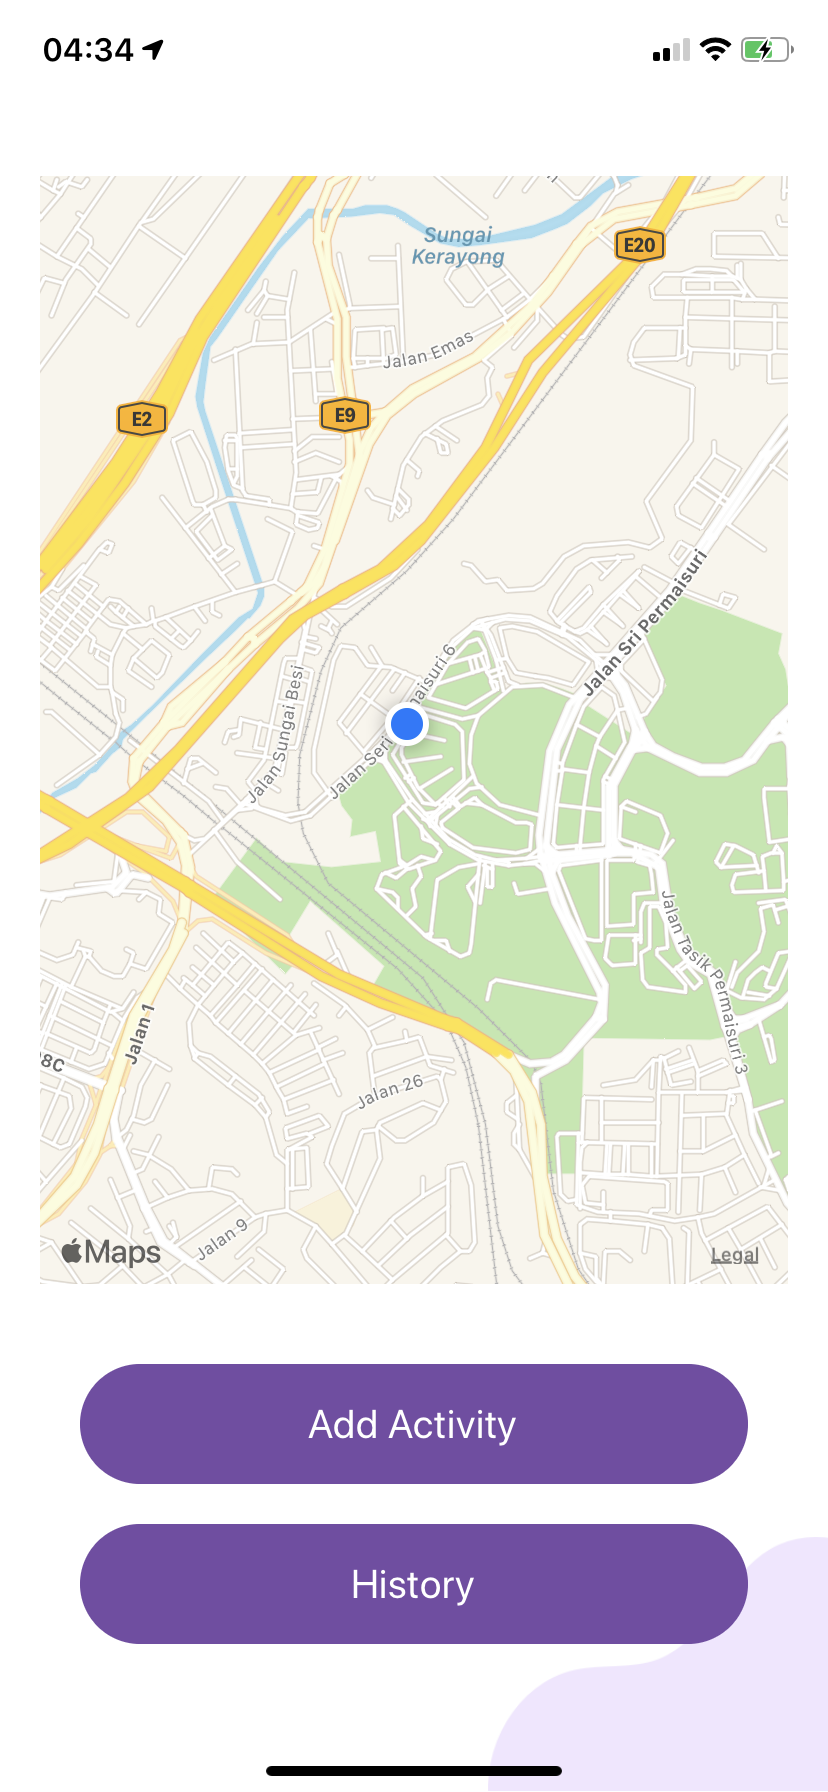 04:34
Sungai
Kerayong
E20
Jalan Emas
E2
E9
Jalan Sri Permaisuri
Jalan Sungai Besi
Jalan Seri
maisuri 6
Jalan Tasik Permaisuri 3
Jalan 1
8C
Jalan 26
Jalan 9
Maps
Legal
Add Activity
History